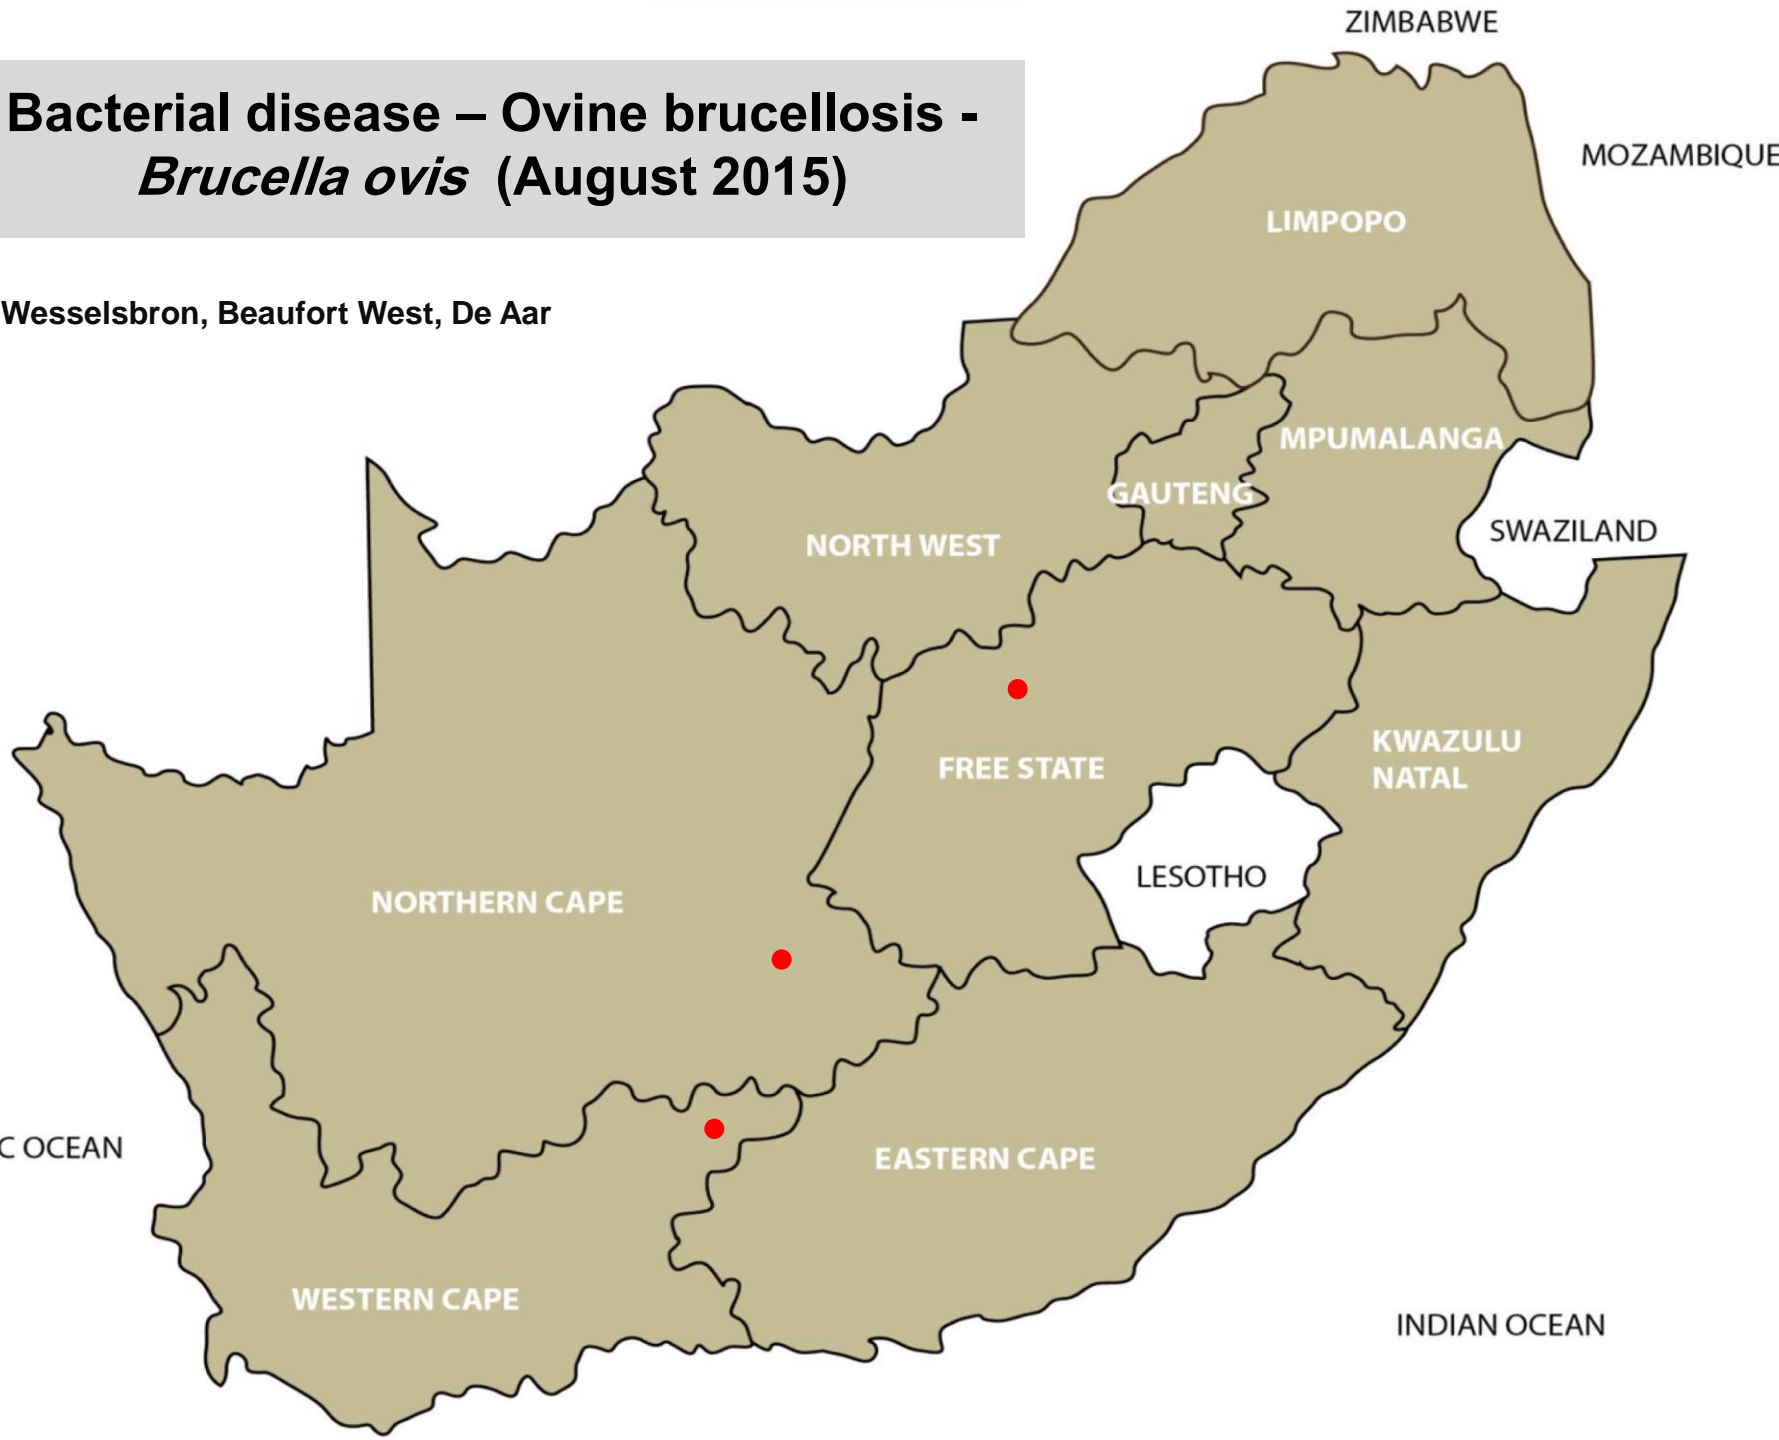 ZIMBABWE
Bacterial disease – Ovine brucellosis -
Brucella ovis (August 2015)
MOZAMBIQUE
LIMPOPO
Wesselsbron, Beaufort West, De Aar
MPUMALANGA
GAUTENG
SWAZILAND
NORTH WEST
KWAZULU
NATAL
FREE STATE
LESOTHO
NORTHERN CAPE
C OCEAN
EASTERN CAPE
WESTERN CAPE
INDIAN OCEAN